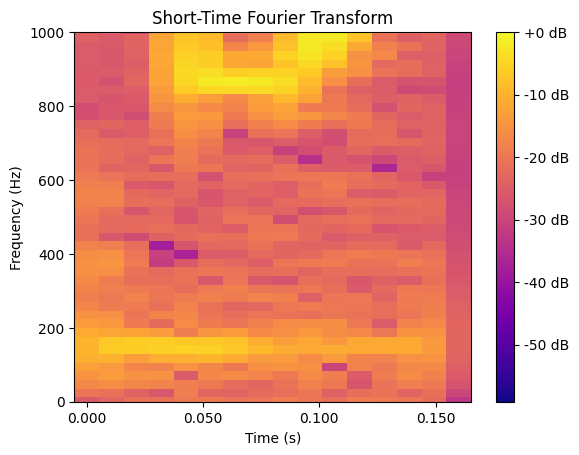 Short-Time Fourier Transform
Frequency (Hz)
1000
800
600
400
200
0
0.000
0.050
0.100
0.150
Time (s)
+0 dB
-10 dB
-20 dB
-30 dB
-40 dB
-50 dB